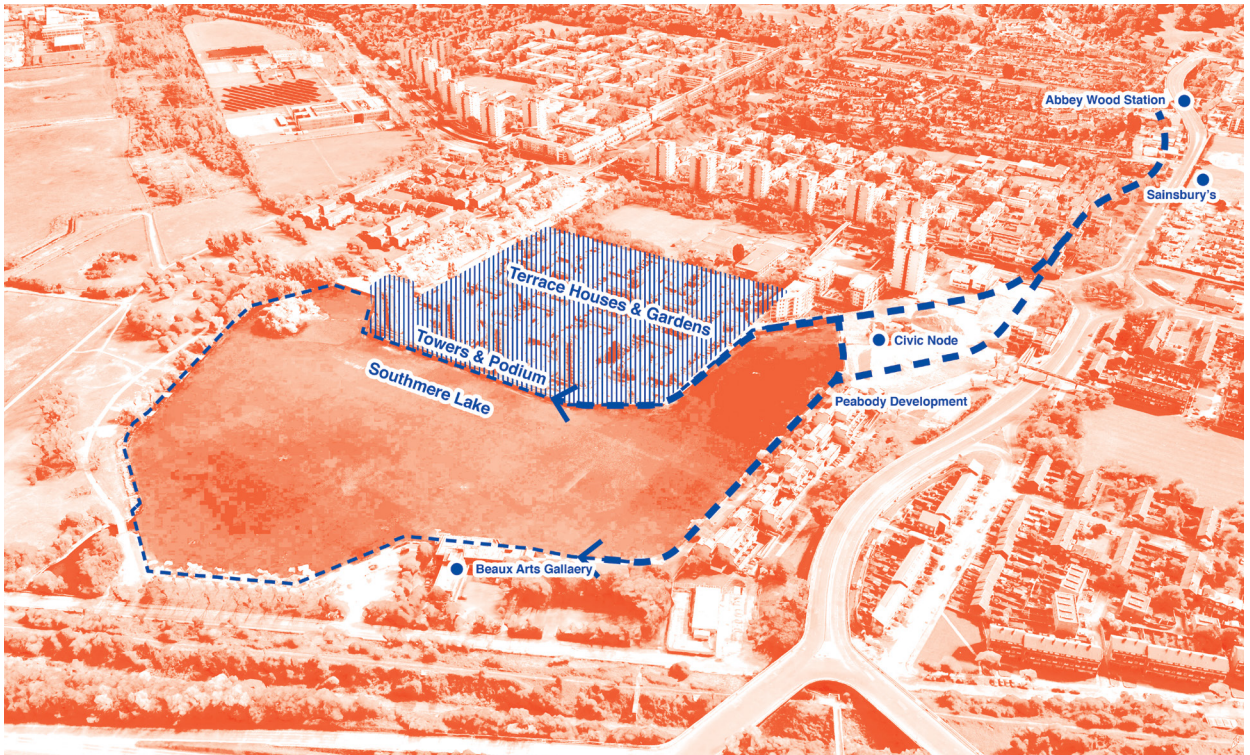 Abbey Wood Station
Sainsbury's
Terrace Houses & Gardens
Towers & Podium
Southmere Lake
Civic Node
Peabody Development
Beaux Arts Gallaery